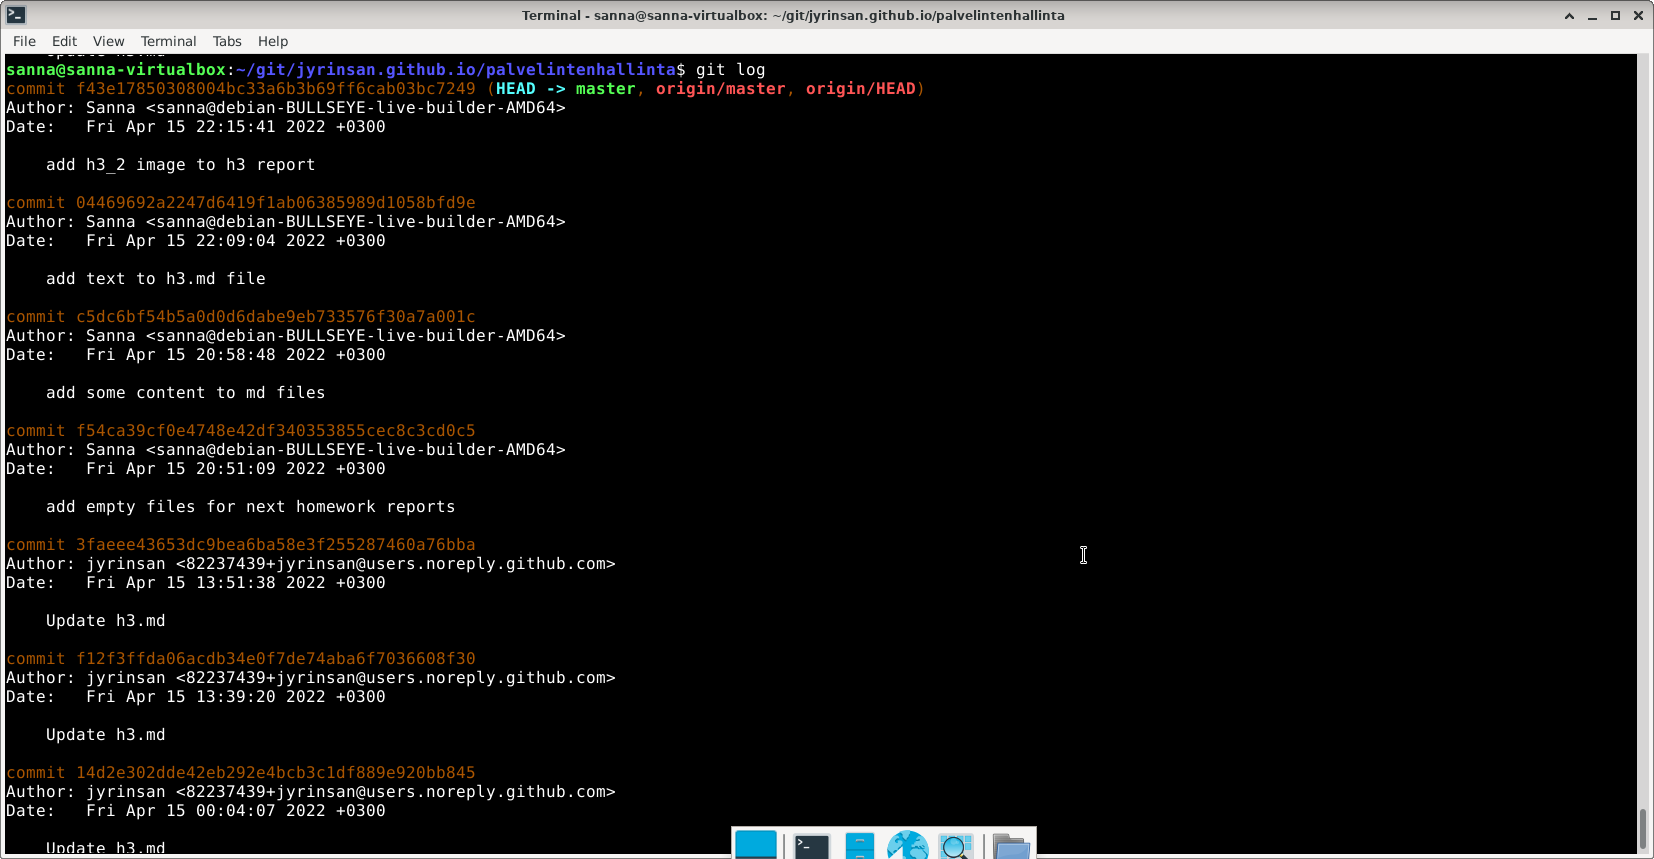 Terminal - sanna@sanna-virtualbox: ~/git/jyrinsan.github.io/palvelintenhallinta
File Edit View Terminal Tabs Help
sanna@sanna-virtualbox:~/git/jyrinsan.github.io/palvelintenhallinta$ git log
commit f43e17850308004bc33a6b3b69ff6cab03bc7249 (HEAD -> master, origin/master, origin/HEAD)
Author: Sanna <sanna@debian-BULLSEYE-live-builder-AMD64>
Date:   Fri Apr 15 22:15:41 2022 +0300
    add h3_2 image to h3 report
commit 04469692a2247d6419f1ab06385989d1058bfd9e
Author: Sanna <sanna@debian-BULLSEYE-live-builder-AMD64>
Date:   Fri Apr 15 22:09:04 2022 +0300
    add text to h3.md file
commit c5dc6bf54b5a0d0d6dabe9eb733576f30a7a001c
Author: Sanna <sanna@debian-BULLSEYE-live-builder-AMD64>
Date:   Fri Apr 15 20:58:48 2022 +0300
    add some content to md files
commit f54ca39cf0e4748e42df340353855cec8c3cd0c5
Author: Sanna <sanna@debian-BULLSEYE-live-builder-AMD64>
Date:   Fri Apr 15 20:51:09 2022 +0300
    add empty files for next homework reports
commit 3faeee43653dc9bea6ba58e3f255287460a76bba
Author: jyrinsan <82237439+jyrinsan@users.noreply.github.com>
Date:   Fri Apr 15 13:51:38 2022 +0300
    Update h3.md
commit f12f3ffda06acdb34e0f7de74aba6f7036608f30
Author: jyrinsan <82237439+jyrinsan@users.noreply.github.com>
Date:   Fri Apr 15 13:39:20 2022 +0300
    Update h3.md
commit 14d2e302dde42eb292e4bcb3c1df889e920bb845
Author: jyrinsan <82237439+jyrinsan@users.noreply.github.com>
Date:   Fri Apr 15 00:04:07 2022 +0300
    Update h3.md